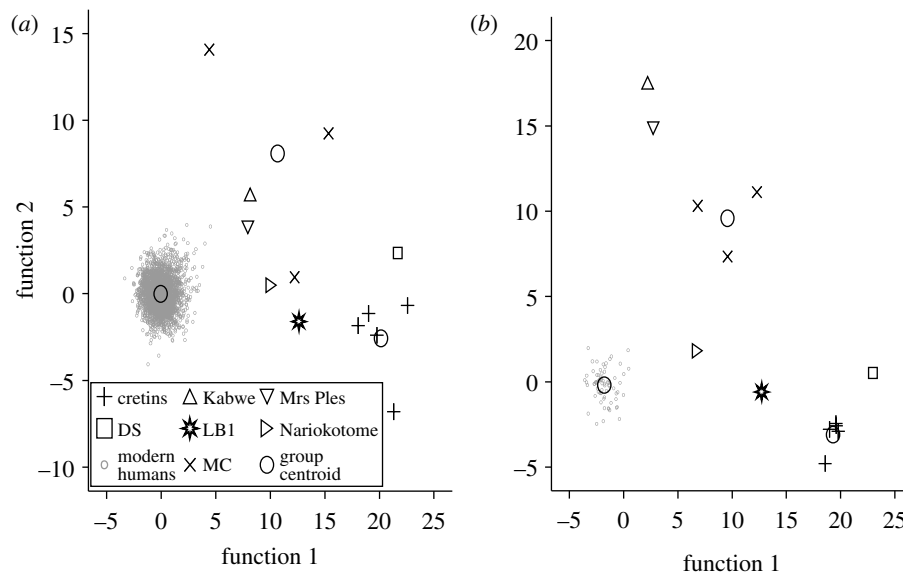 (a)
15
10
5
0
−5
−10
function 2
cretins
Kabwe
Mrs Ples
DS
LB1
Nariokotome
modern humans
MC
group centroid
−5 0 5 10 15 20 25
function 1
(b)
20
15
10
5
0
−5
−5 0 5 10 15 20 25
function 1